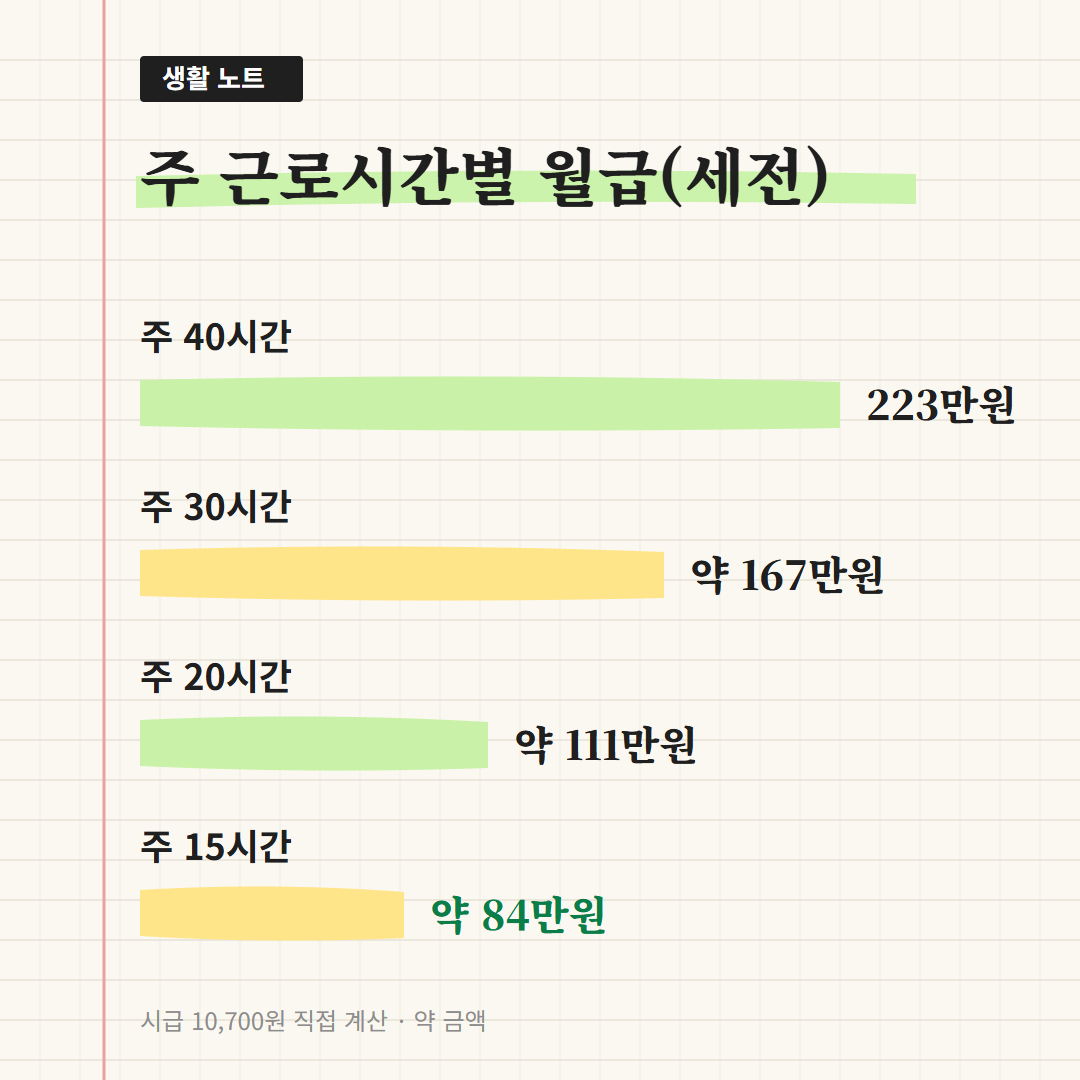 생활 노트
주 근로시간별 월급(세전)
주 40시간
223만원
주 30시간
약 167만원
주 20시간
약 111만원
주 15시간
약 84만원
시급 10,700원 직접 계산 · 약 금액